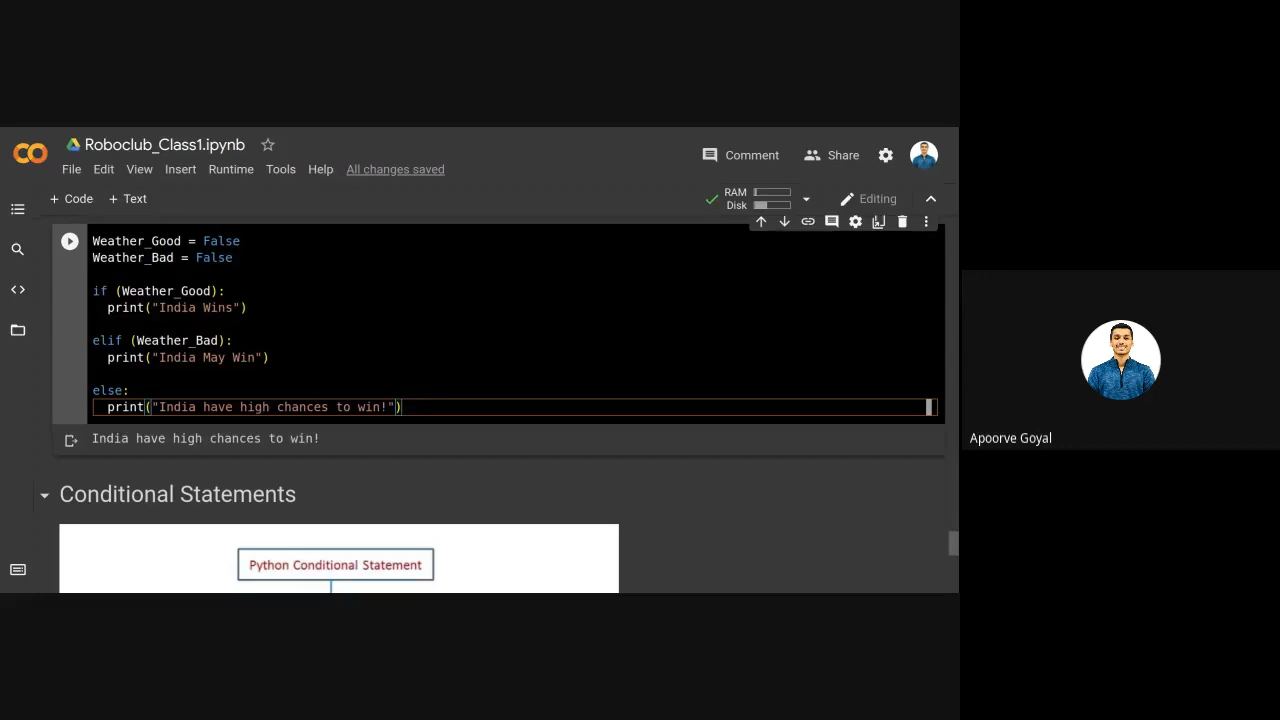 Roboclub_Class1.ipynb
File Edit View Insert Runtime Tools Help All changes saved
Comment Share
+ Code + Text
RAM
Disk
Editing
Weather_Good = False
Weather_Bad = False
if (Weather_Good):
print("India Wins")
elif (Weather_Bad):
print("India May Win")
else:
print("India have high chances to win!")
India have high chances to win!
Conditional Statements
Python Conditional Statement
Apoorve Goyal